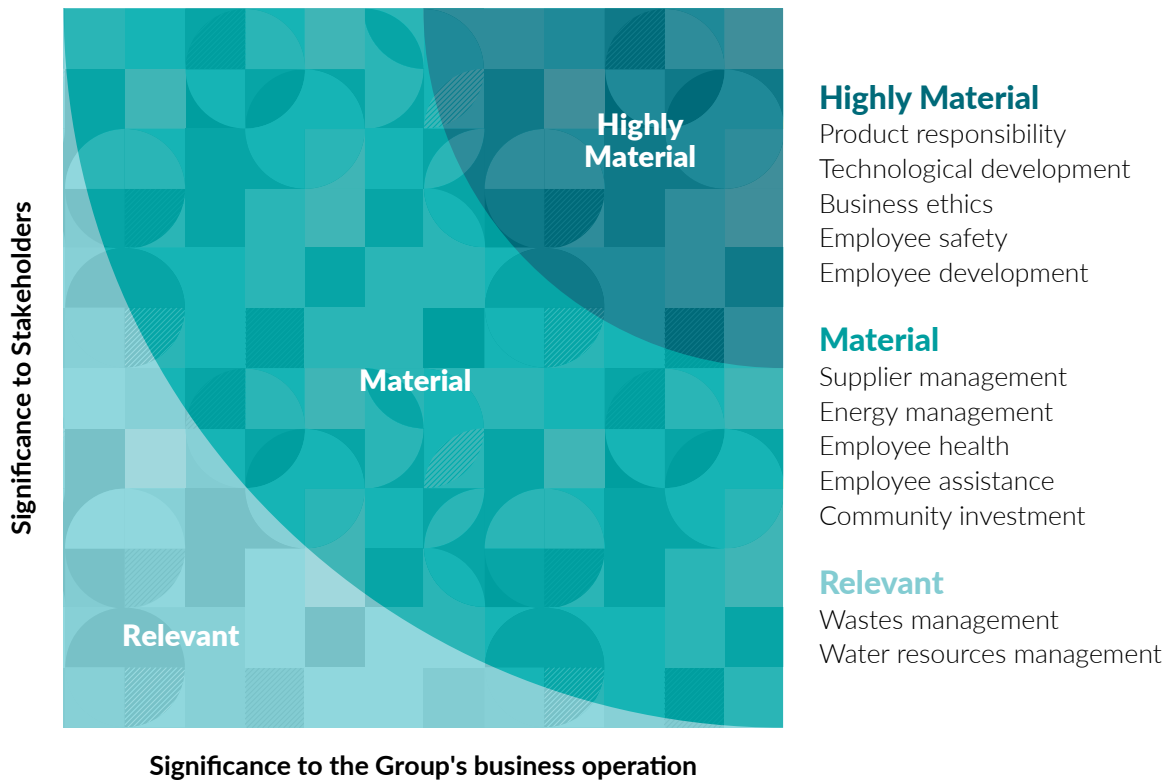 Significance to Stakeholders
Highly
Material
Material
Relevant
Significance to the Group's business operation
Highly Material
Product responsibility
Technological development
Business ethics
Employee safety
Employee development
Material
Supplier management
Energy management
Employee health
Employee assistance
Community investment
Relevant
Wastes management
Water resources management